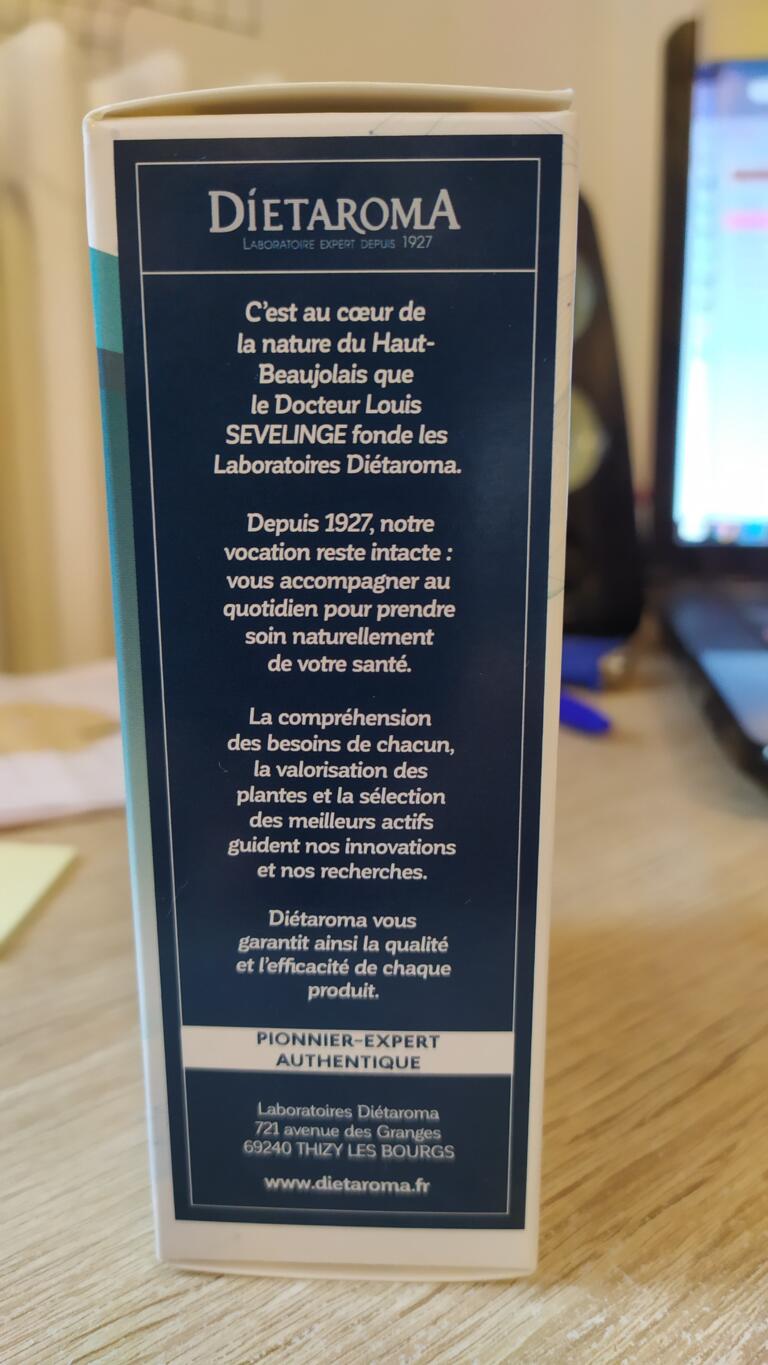 DíETAROMA
LABORATOIRE EXPERT DEPUIS 1927
C'est au cœur de
la nature du Haut-
Beaujolais que
le Docteur Louis
SEVELINGE fonde les
Laboratoires Diétaroma.
Depuis 1927, notre
vocation reste intacte :
vous accompagner au
quotidien pour prendre
soin naturellement
de votre santé.
La compréhension
des besoins de chacun,
la valorisation des
plantes et la sélection
des meilleurs actifs
guident nos innovations
et nos recherches.
Diétaroma vous
garantit ainsi la qualité
et l'efficacité de chaque
produit.
PIONNIER-EXPERT
AUTHENTIQUE
Laboratoires Diétaroma
721 avenue des Granges
69240 THIZY LES BOURGS
www.dietaroma.fr